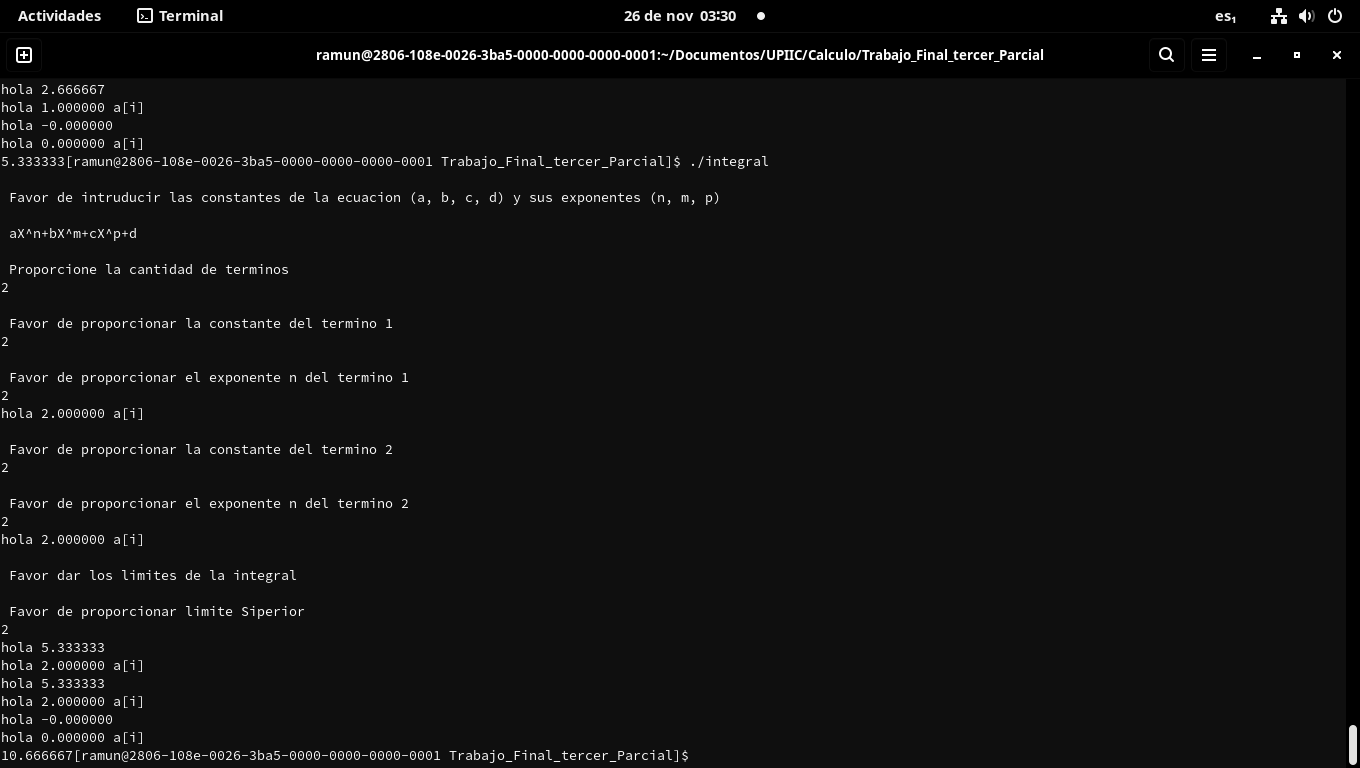 Actividades Terminal 26 de nov 03:30 es₁
ramun@2806-108e-0026-3ba5-0000-0000-0000-0001:~/Documentos/UPIIC/Calculo/Trabajo_Final_tercer_Parcial
hola 2.666667
hola 1.000000 a[i]
hola -0.000000
hola 0.000000 a[i]
5.333333[ramun@2806-108e-0026-3ba5-0000-0000-0000-0001 Trabajo_Final_tercer_Parcial]$ ./integral
Favor de intruducir las constantes de la ecuacion (a, b, c, d) y sus exponentes (n, m, p)
aX^n+bX^m+cX^p+d
Proporcione la cantidad de terminos
2
Favor de proporcionar la constante del termino 1
2
Favor de proporcionar el exponente n del termino 1
2
hola 2.000000 a[i]
Favor de proporcionar la constante del termino 2
2
Favor de proporcionar el exponente n del termino 2
2
hola 2.000000 a[i]
Favor dar los limites de la integral
Favor de proporcionar limite Siperior
2
hola 5.333333
hola 2.000000 a[i]
hola 5.333333
hola 2.000000 a[i]
hola -0.000000
hola 0.000000 a[i]
10.666667[ramun@2806-108e-0026-3ba5-0000-0000-0000-0001 Trabajo_Final_tercer_Parcial]$